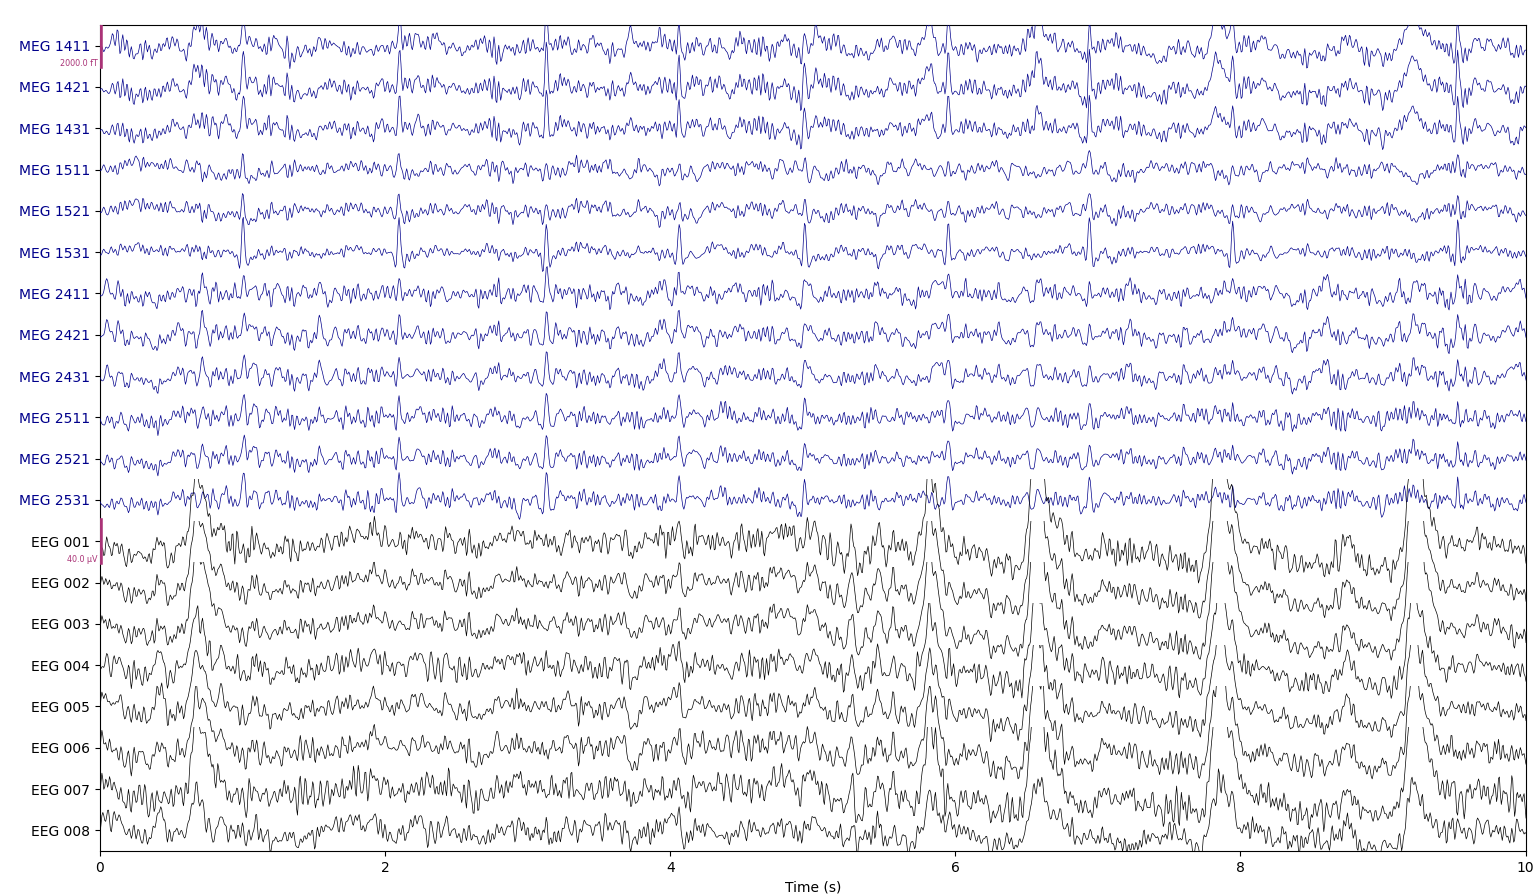 MEG 1411
2000.0 fT
MEG 1421
MEG 1431
MEG 1511
MEG 1521
MEG 1531
MEG 2411
MEG 2421
MEG 2431
MEG 2511
MEG 2521
MEG 2531
EEG 001
40.0 µV
EEG 002
EEG 003
EEG 004
EEG 005
EEG 006
EEG 007
EEG 008
0 2 4 6 8 10
Time (s)